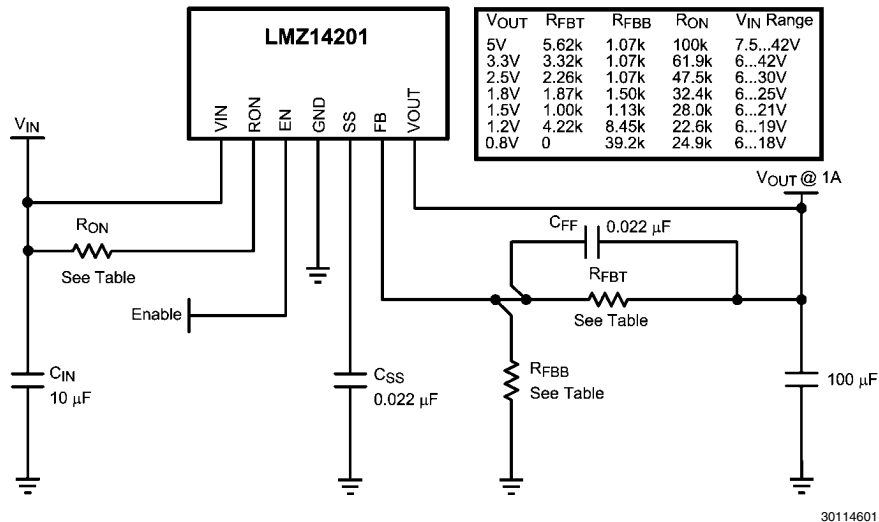 LMZ14201
VIN
RON
EN
GND
SS
FB
VOUT
VOUT RFBT RFBB RON VIN Range
5V 5.62k 1.07k 100k 7.5...42V
3.3V 3.32k 1.07k 61.9k 6...42V
2.5V 2.26k 1.07k 47.5k 6...30V
1.8V 1.87k 1.50k 32.4k 6...25V
1.5V 1.00k 1.13k 28.0k 6...21V
1.2V 4.22k 8.45k 22.6k 6...19V
0.8V 0 39.2k 24.9k 6...18V
VIN
VOUT @ 1A
RON
See Table
CFF 0.022 μF
RFBT
See Table
Enable
CIN
10 μF
CSS
0.022 μF
RFBB
See Table
100 μF
30114601